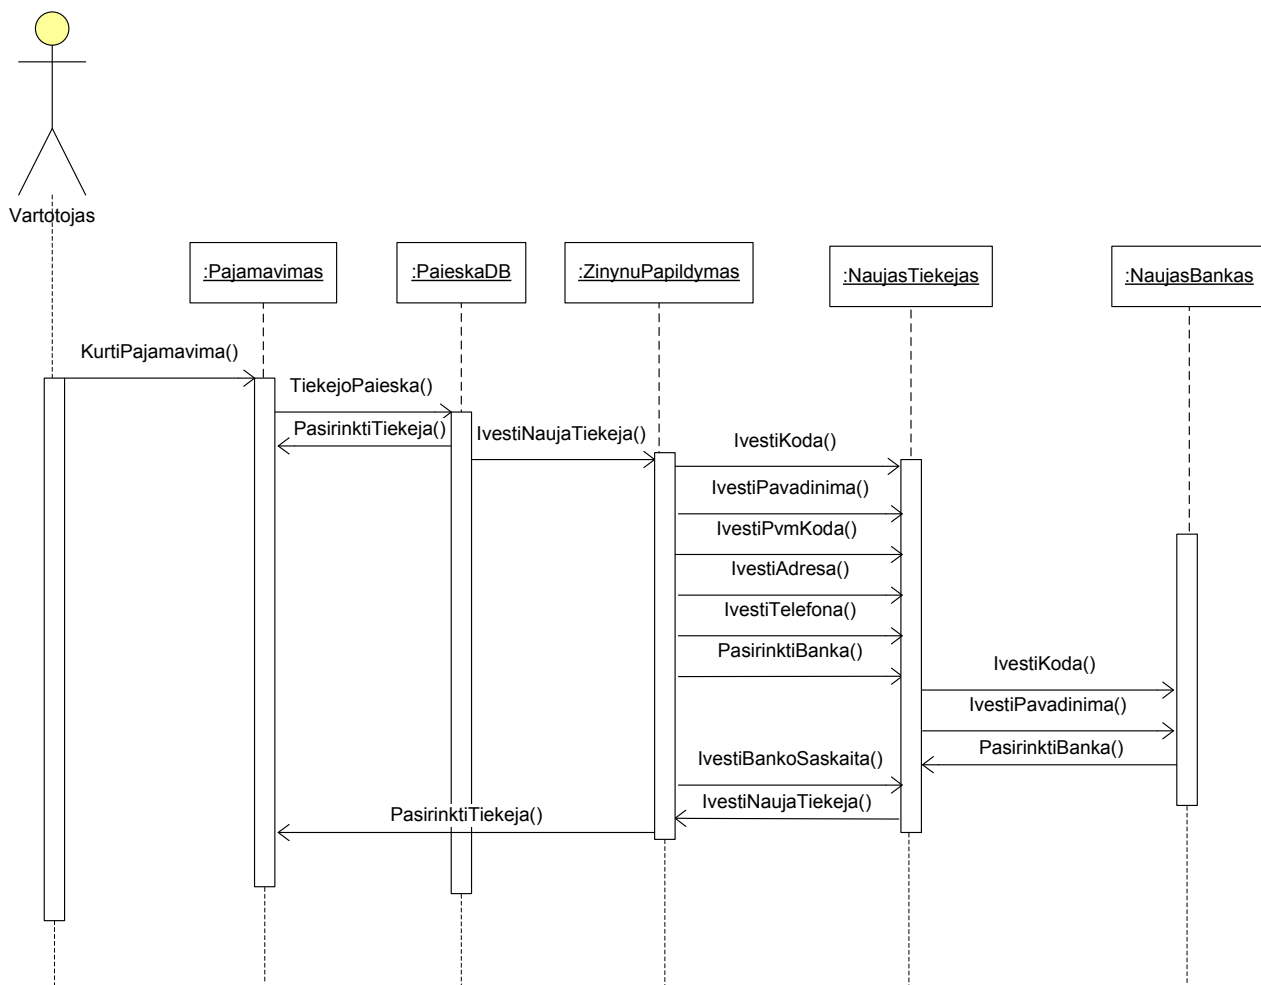 Vartotojas
:Pajamavimas
:PaieskaDB
:ZinynuPapildymas
:NaujasTiekejas
:NaujasBankas
KurtiPajamavima()
TiekejoPaieska()
PasirinktiTiekeja()
IvestiNaujaTiekeja()
IvestiKoda()
IvestiPavadinima()
IvestiPvmKoda()
IvestiAdresa()
IvestiTelefona()
PasirinktiBanka()
IvestiKoda()
IvestiPavadinima()
PasirinktiBanka()
IvestiBankoSaskaita()
IvestiNaujaTiekeja()
PasirinktiTiekeja()